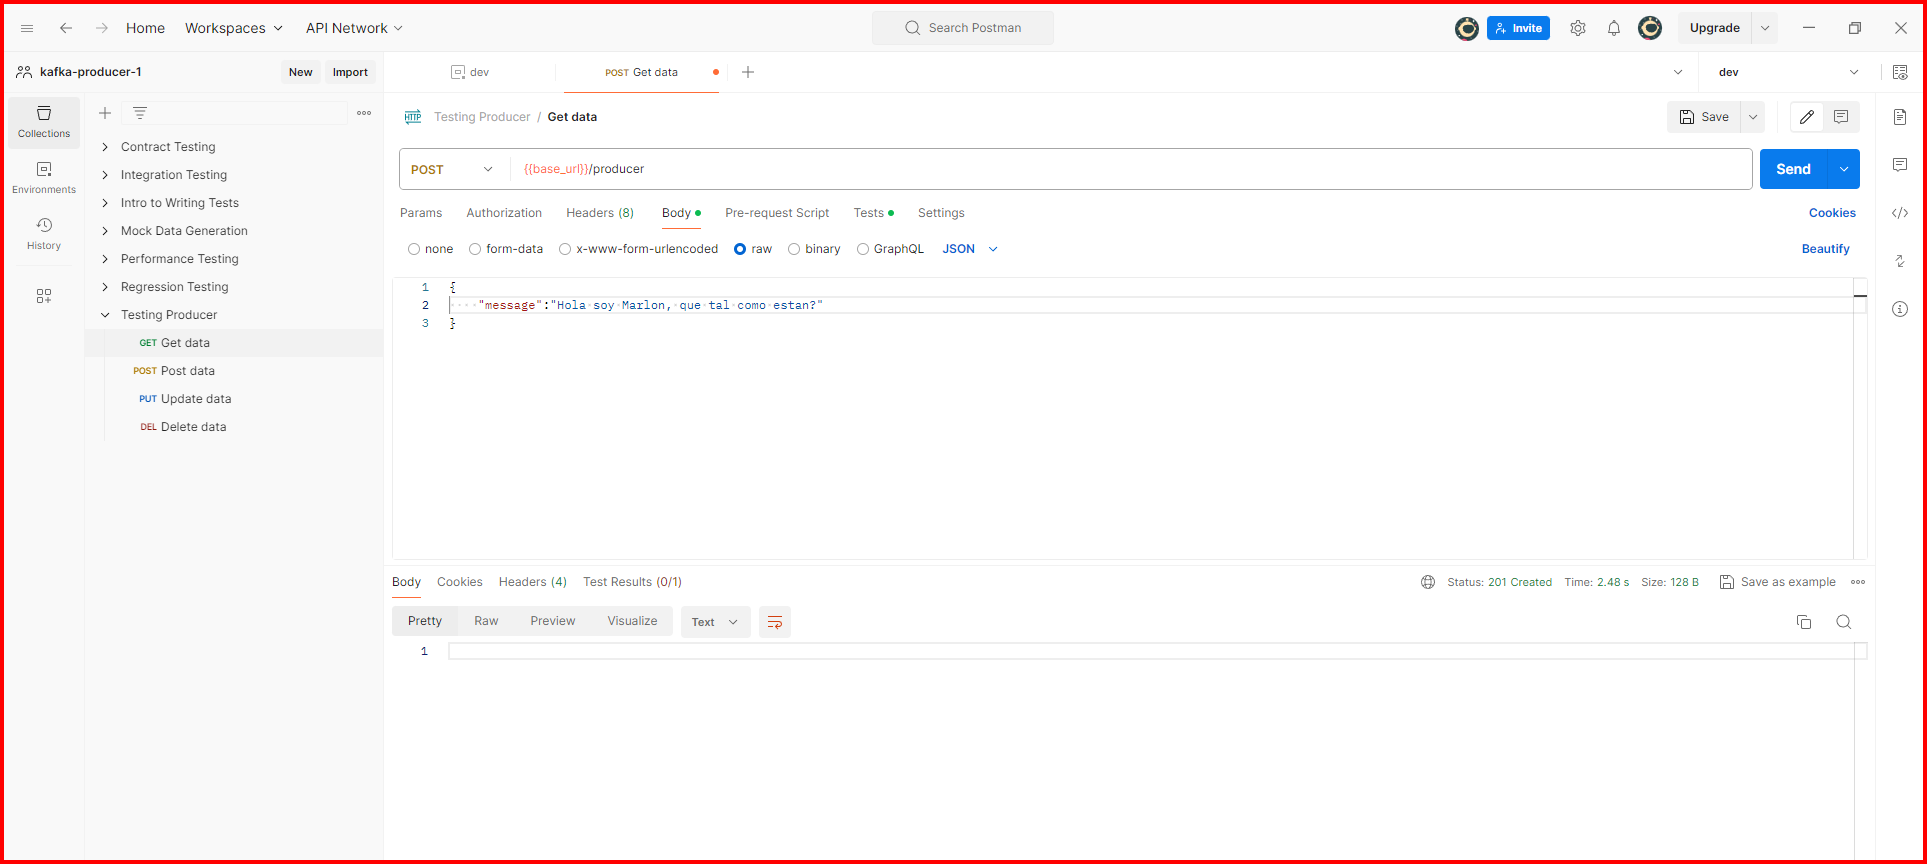 Home Workspaces API Network Search Postman Invite Upgrade
kafka-producer-1 New Import dev POST Get data dev
Collections
Environments
History
Contract Testing
Integration Testing
Intro to Writing Tests
Mock Data Generation
Performance Testing
Regression Testing
Testing Producer
GET Get data
POST Post data
PUT Update data
DEL Delete data
HTTP Testing Producer / Get data Save
POST {{base_url}}/producer Send
Params Authorization Headers (8) Body Pre-request Script Tests Settings Cookies
none form-data x-www-form-urlencoded raw binary GraphQL JSON Beautify
1 {
2 "message":"Hola soy Marlon, que tal como estan?"
3 }
Body Cookies Headers (4) Test Results (0/1) Status: 201 Created Time: 2.48 s Size: 128 B Save as example
Pretty Raw Preview Visualize Text
1